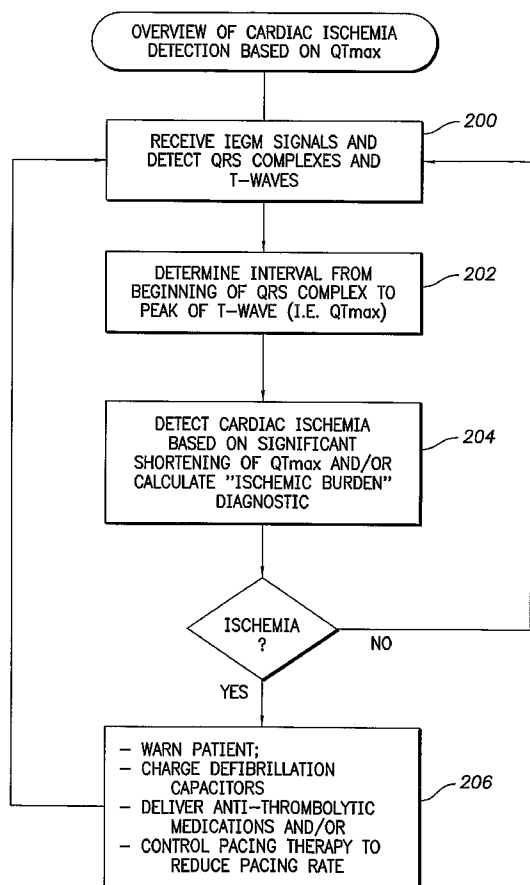 OVERVIEW OF CARDIAC ISCHEMIA
DETECTION BASED ON QTmax
200
RECEIVE IEGM SIGNALS AND
DETECT QRS COMPLEXES AND
T-WAVES
202
DETERMINE INTERVAL FROM
BEGINNING OF QRS COMPLEX TO
PEAK OF T-WAVE (I.E. QTmax)
204
DETECT CARDIAC ISCHEMIA
BASED ON SIGNIFICANT
SHORTENING OF QTmax AND/OR
CALCULATE "ISCHEMIC BURDEN"
DIAGNOSTIC
ISCHEMIA
?
NO
YES
206
- WARN PATIENT;
- CHARGE DEFIBRILLATION
CAPACITORS
- DELIVER ANTI-THROMBOLYTIC
MEDICATIONS AND/OR
- CONTROL PACING THERAPY TO
REDUCE PACING RATE